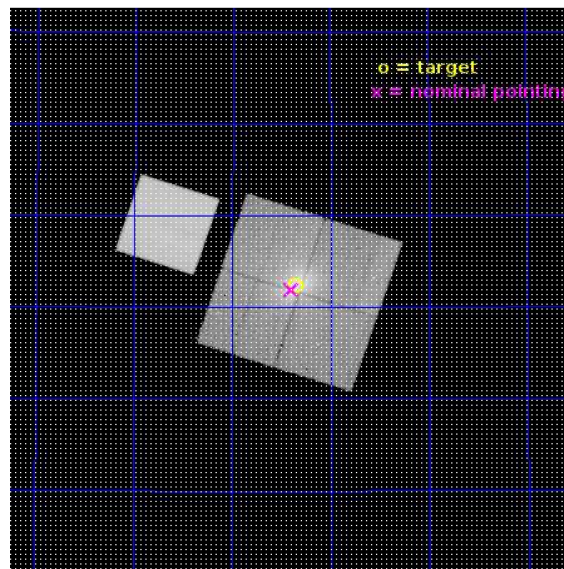 o = target
x = nominal pointing